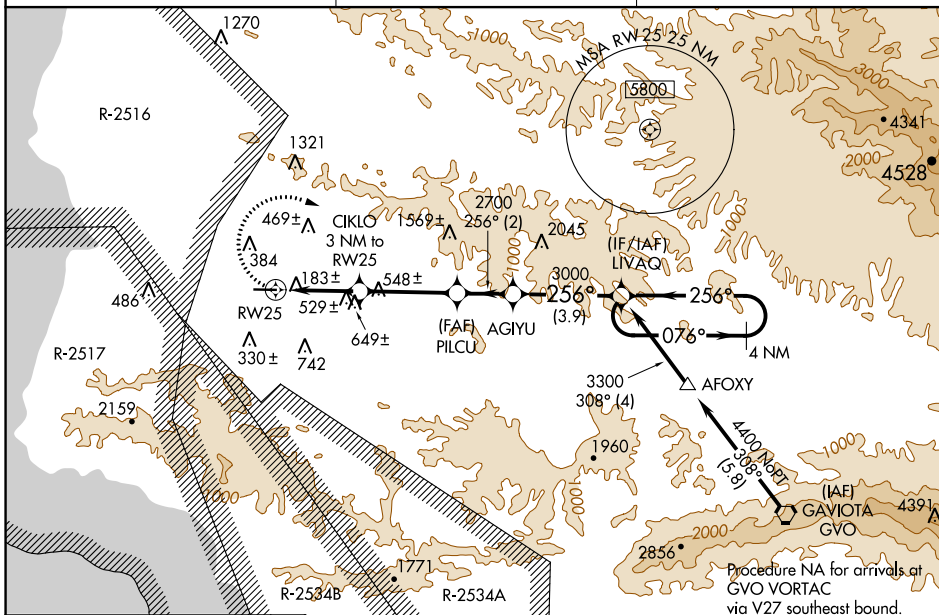 1270
1000
MSA RW25 25 NM
5800
3000
4341
2000
4528
R-2516
1321
1000
469±
CIKLO
3 NM to
RW25
1569±
2700
256° (2)
2045
(IF/IAF)
LIVAQ
384
183±
548±
1000
3000
256°
(3.9)
256°
486
RW25
529±
649±
(FAF)
PILCU
AGIYU
076°
4 NM
R-2517
330±
742
3300
308° (4)
AFOXY
2159
1960
4400 NoPT
308°
(5.8)
1000
1000
1000
(IAF)
GAVIOTA
GVO
4391
2856
2000
1771
R-2534B
R-2534A
Procedure NA for arrivals at
GVO VORTAC
via V27 southeast bound.